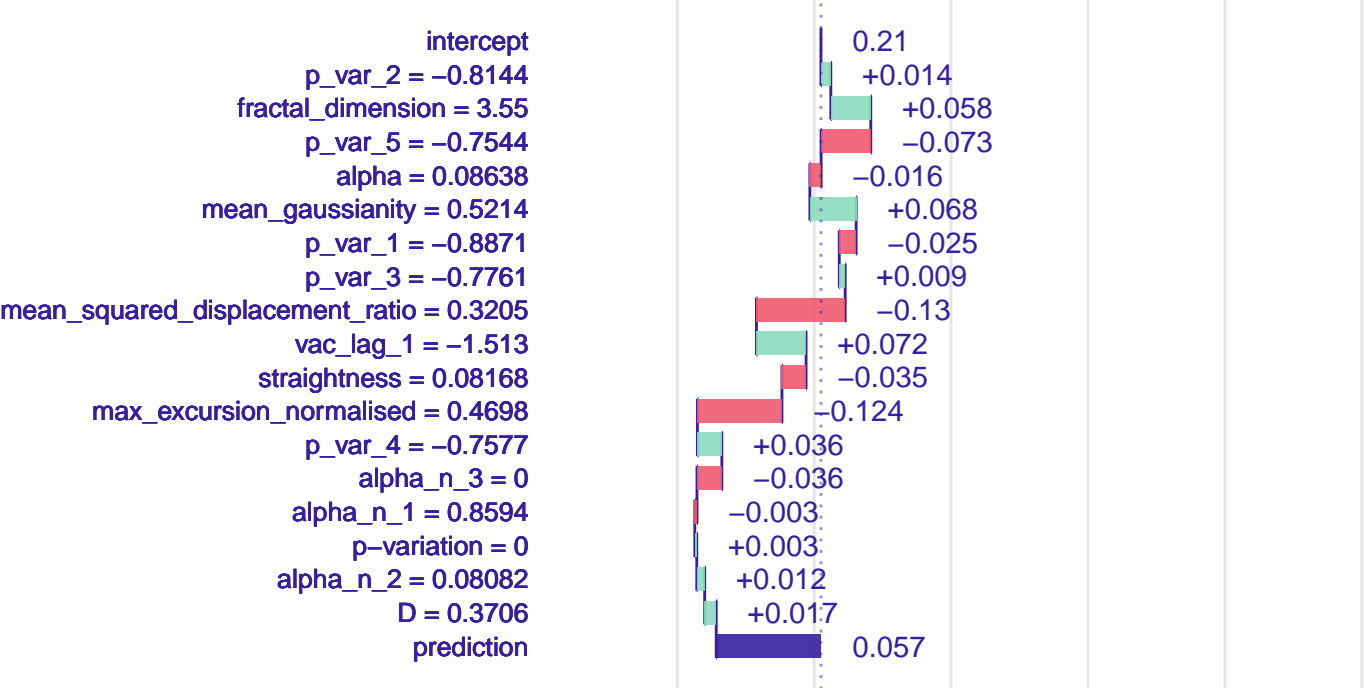 intercept 0.21
p_var_2 = −0.8144 +0.014
fractal_dimension = 3.55 +0.058
p_var_5 = −0.7544 −0.073
alpha = 0.08638 −0.016
mean_gaussianity = 0.5214 +0.068
p_var_1 = −0.8871 −0.025
p_var_3 = −0.7761 +0.009
mean_squared_displacement_ratio = 0.3205 −0.13
vac_lag_1 = −1.513 +0.072
straightness = 0.08168 −0.035
max_excursion_normalised = 0.4698 −0.124
p_var_4 = −0.7577 +0.036
alpha_n_3 = 0 −0.036
alpha_n_1 = 0.8594 −0.003
p−variation = 0 +0.003
alpha_n_2 = 0.08082 +0.012
D = 0.3706 +0.017
prediction 0.057